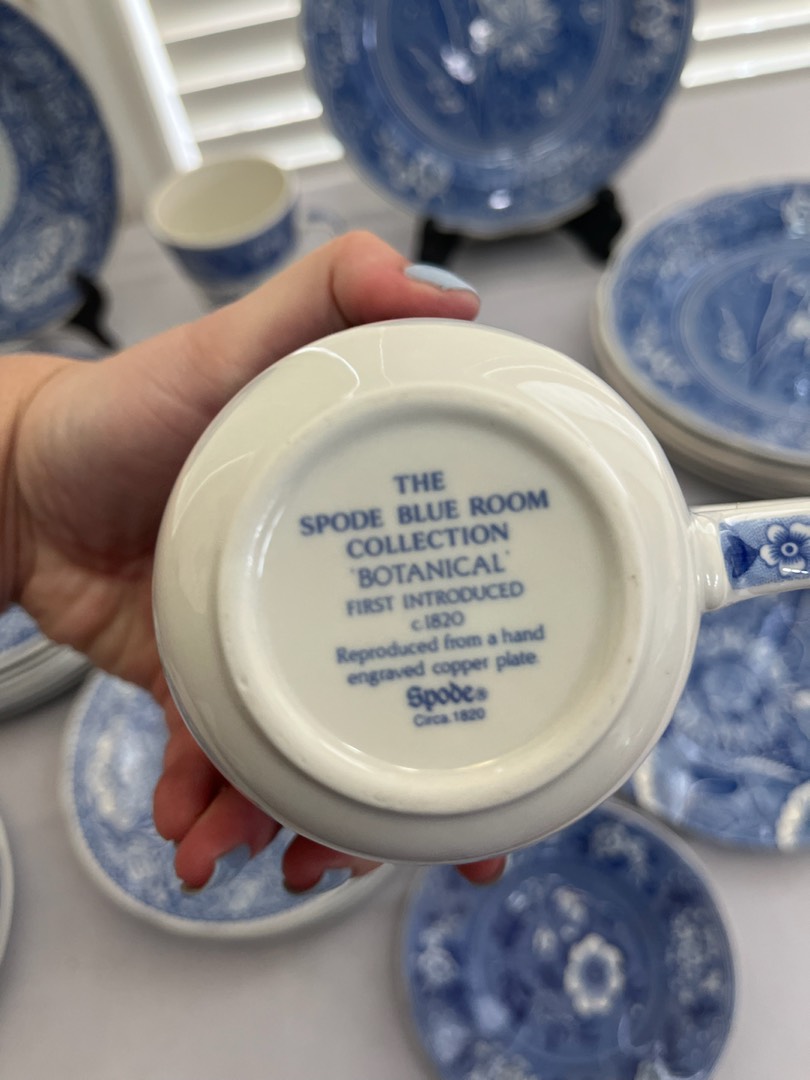 THE
SPODE BLUE ROOM
COLLECTION
'BOTANICAL'
FIRST INTRODUCED
c.1820
Reproduced from a hand
engraved copper plate.
Spode®
Circa.1820